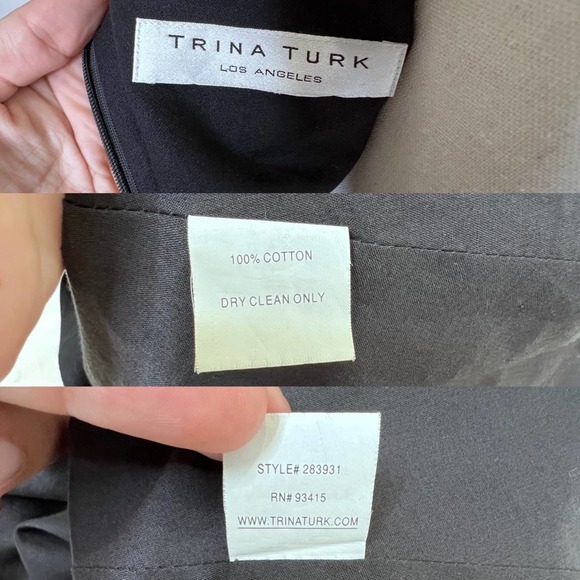 TRINA TURK
LOS ANGELES
100% COTTON
DRY CLEAN ONLY
STYLE# 283931
RN# 93415
WWW.TRINATURK.COM